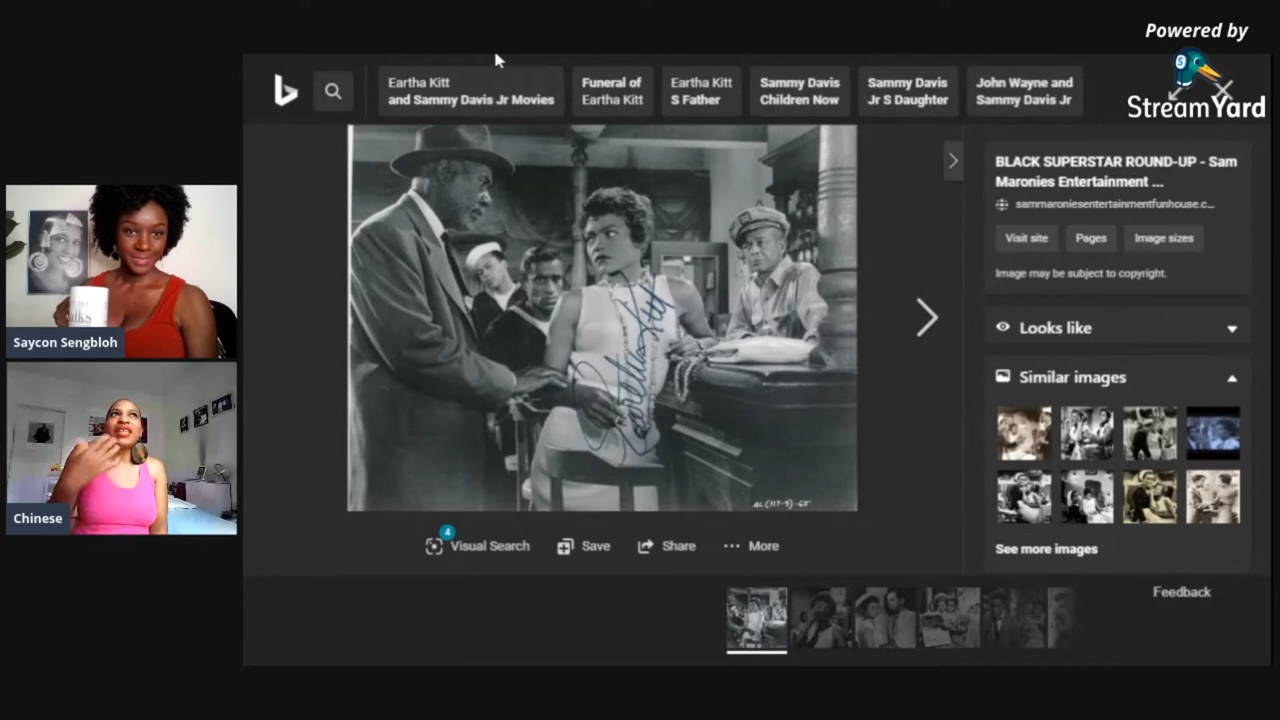 Powered by
StreamYard
Eartha Kitt
and Sammy Davis Jr Movies
Funeral of
Eartha Kitt
Eartha Kitt
S Father
Sammy Davis
Children Now
Sammy Davis
Jr S Daughter
John Wayne and
Sammy Davis Jr
BLACK SUPERSTAR ROUND-UP - Sam
Maronies Entertainment ...
sammaroniesentertainmentfunhouse.c...
Visit site
Pages
Image sizes
Image may be subject to copyright.
Looks like
Similar images
See more images
Feedback
Eartha Kitt
4
Visual Search
Save
Share
More
Saycon Sengbloh
Chinese